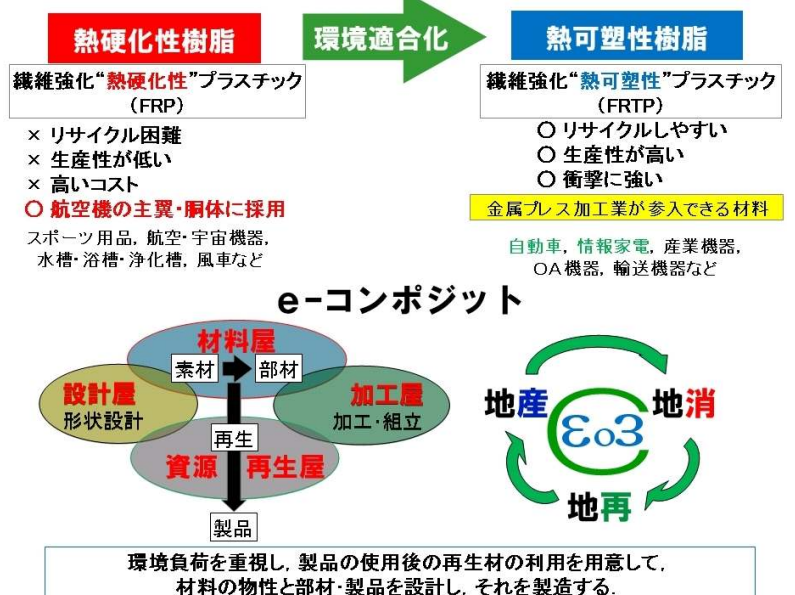 熱硬化性樹脂
環境適合化
熱可塑性樹脂
繊維強化“熱硬化性”プラスチック
(FRP)
× リサイクル困難
× 生産性が低い
× 高いコスト
〇 航空機の主翼・胴体に採用
スポーツ用品, 航空・宇宙機器,
水槽・浴槽・浄化槽, 風車など
繊維強化“熱可塑性”プラスチック
(FRTP)
〇 リサイクルしやすい
〇 生産性が高い
〇 衝撃に強い
金属プレス加工業が参入できる材料
自動車, 情報家電, 産業機器,
OA機器, 輸送機器など
e-コンポジット
材料屋
素材
部材
設計屋
形状設計
加工屋
加工・組立
再生
資源
再生屋
製品
地産
地消
地再
環境負荷を重視し, 製品の使用後の再生材の利用を用意して,
材料の物性と部材・製品を設計し, それを製造する.